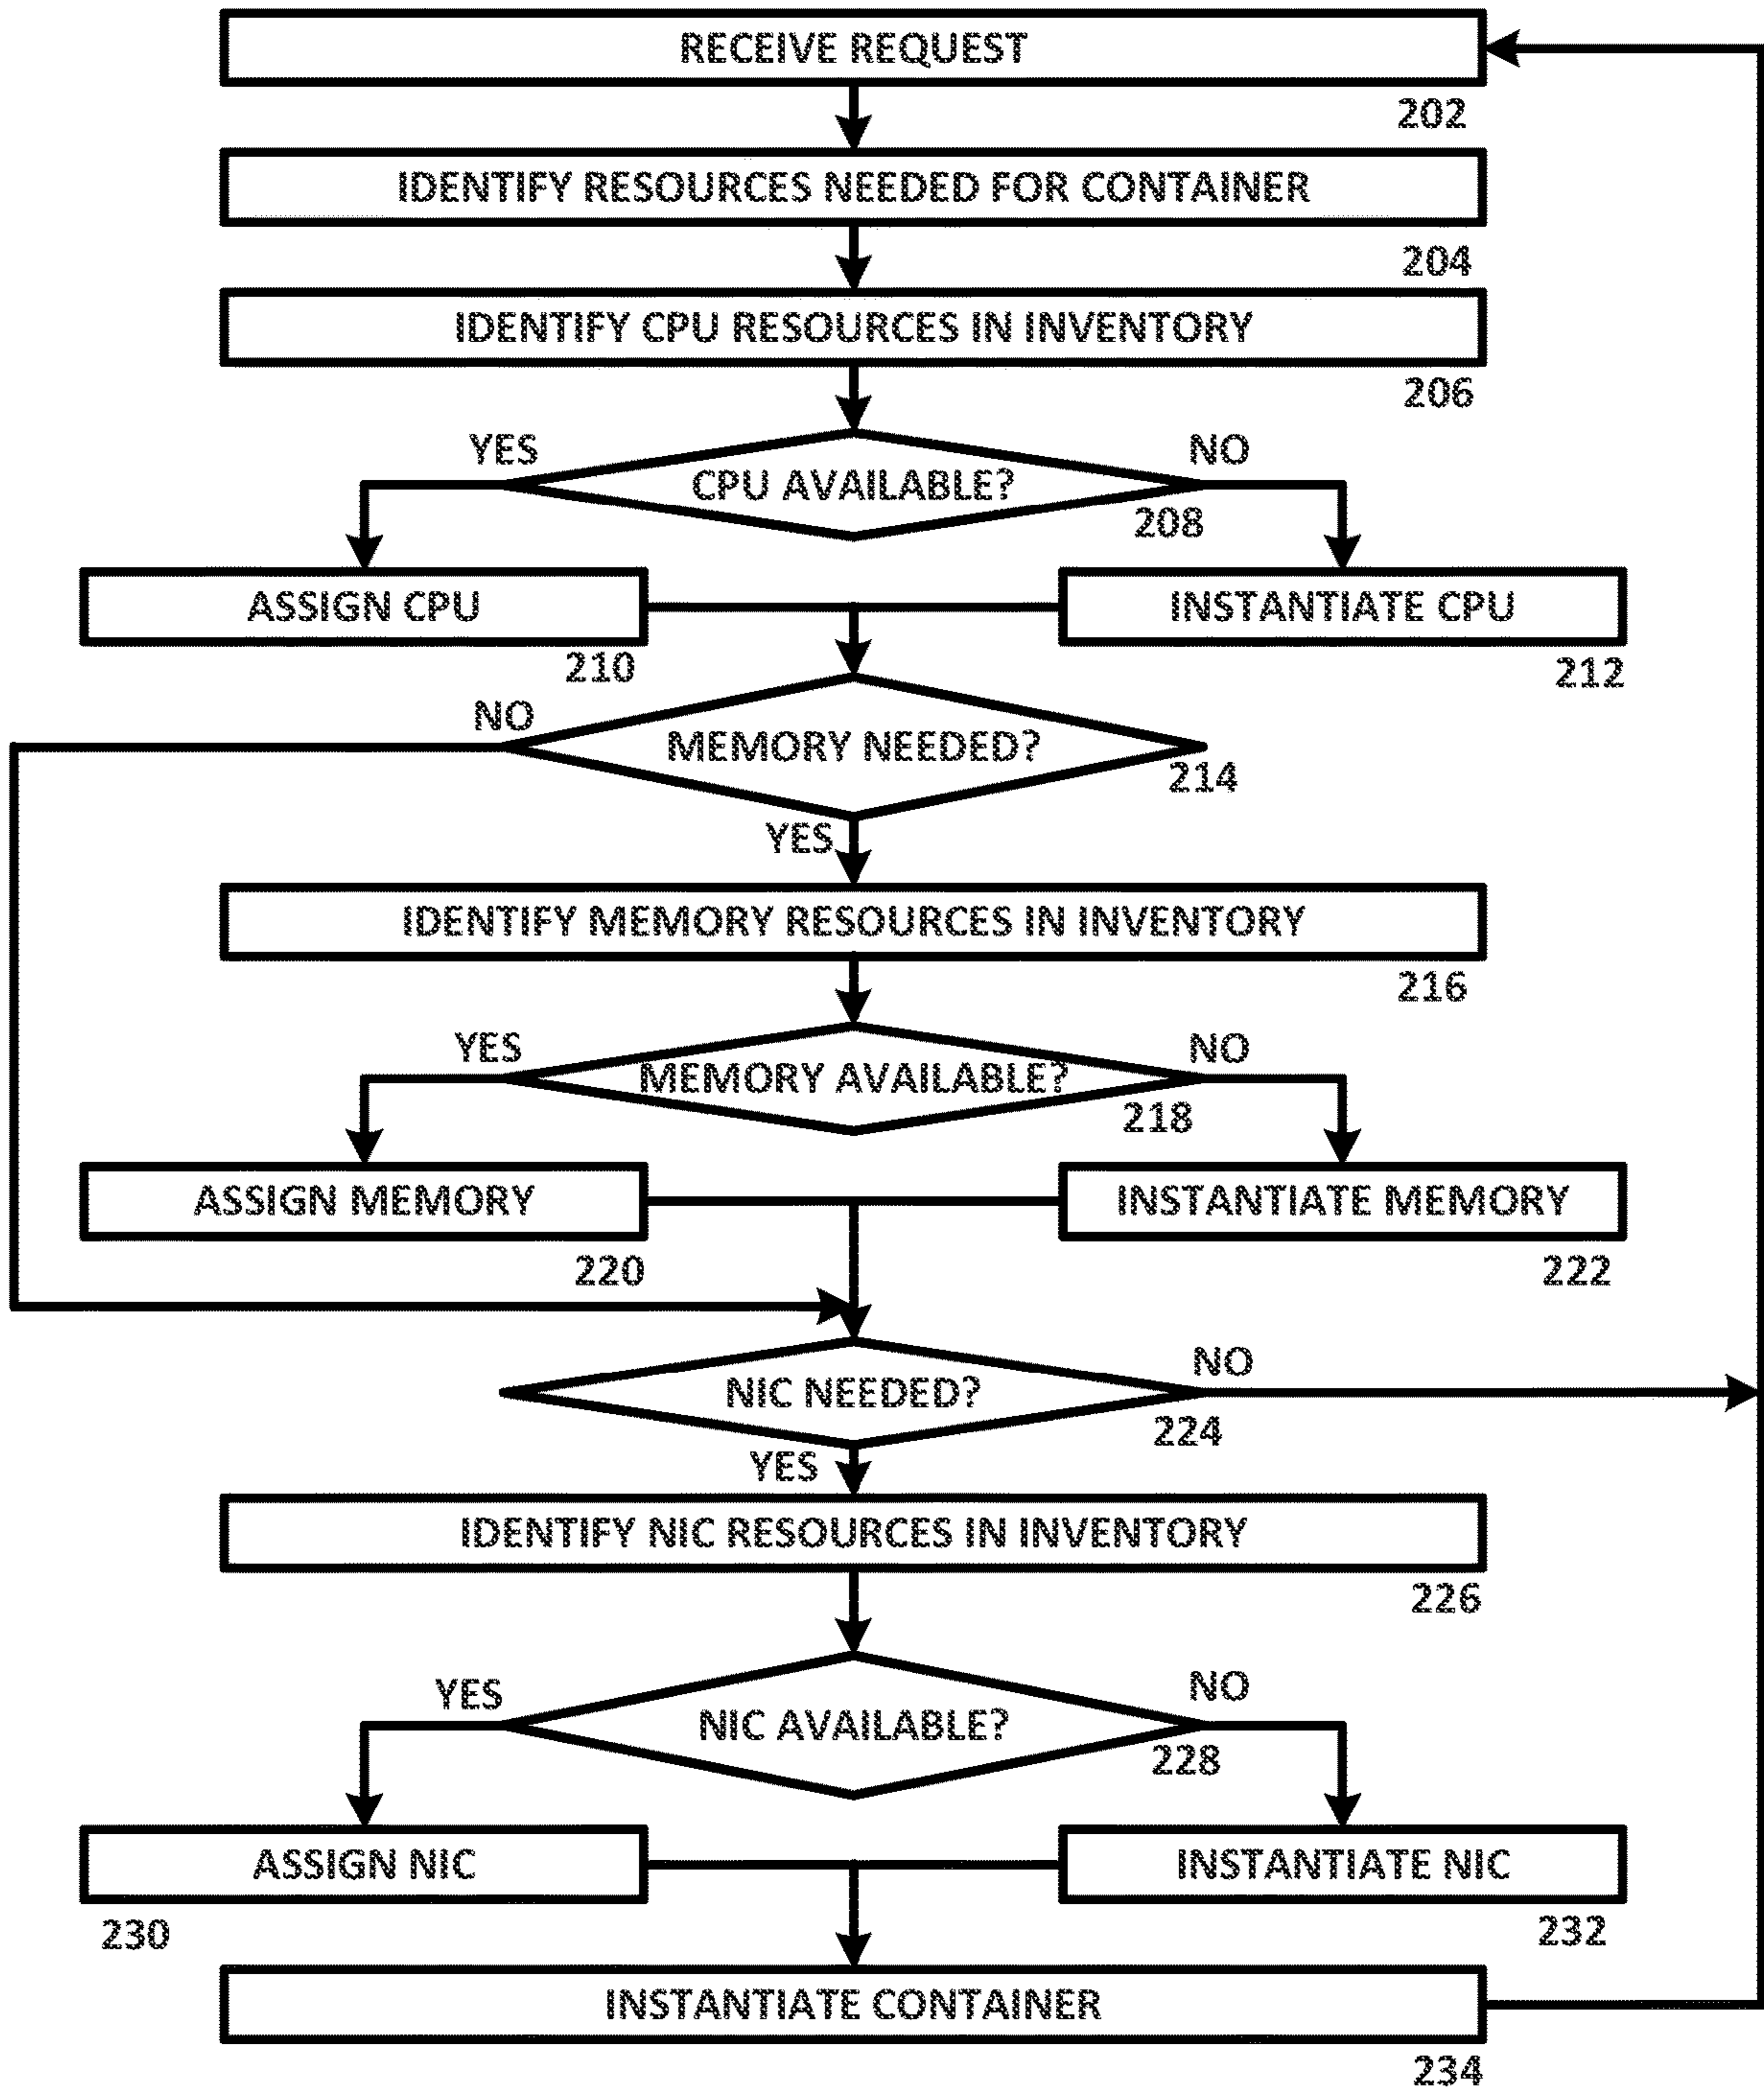 RECEIVE REQUEST
202
IDENTIFY RESOURCES NEEDED FOR CONTAINER
204
IDENTIFY CPU RESOURCES IN INVENTORY
206
YES
NO
CPU AVAILABLE?
208
ASSIGN CPU
INSTANTIATE CPU
210
212
NO
MEMORY NEEDED?
214
YES
IDENTIFY MEMORY RESOURCES IN INVENTORY
216
YES
NO
MEMORY AVAILABLE?
218
ASSIGN MEMORY
INSTANTIATE MEMORY
220
222
NO
NIC NEEDED?
224
YES
IDENTIFY NIC RESOURCES IN INVENTORY
226
YES
NO
NIC AVAILABLE?
228
ASSIGN NIC
INSTANTIATE NIC
230
232
INSTANTIATE CONTAINER
234